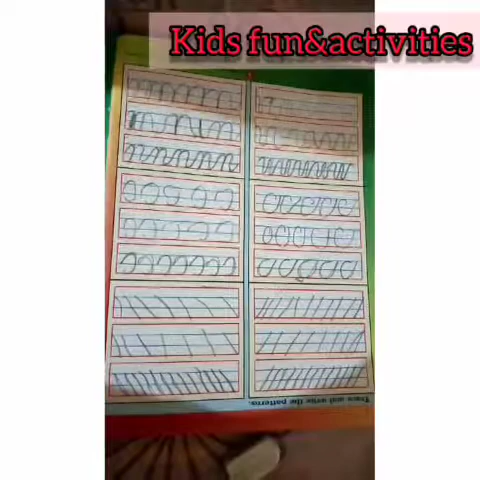 Kids fun&activities
Trace and write the patterns.